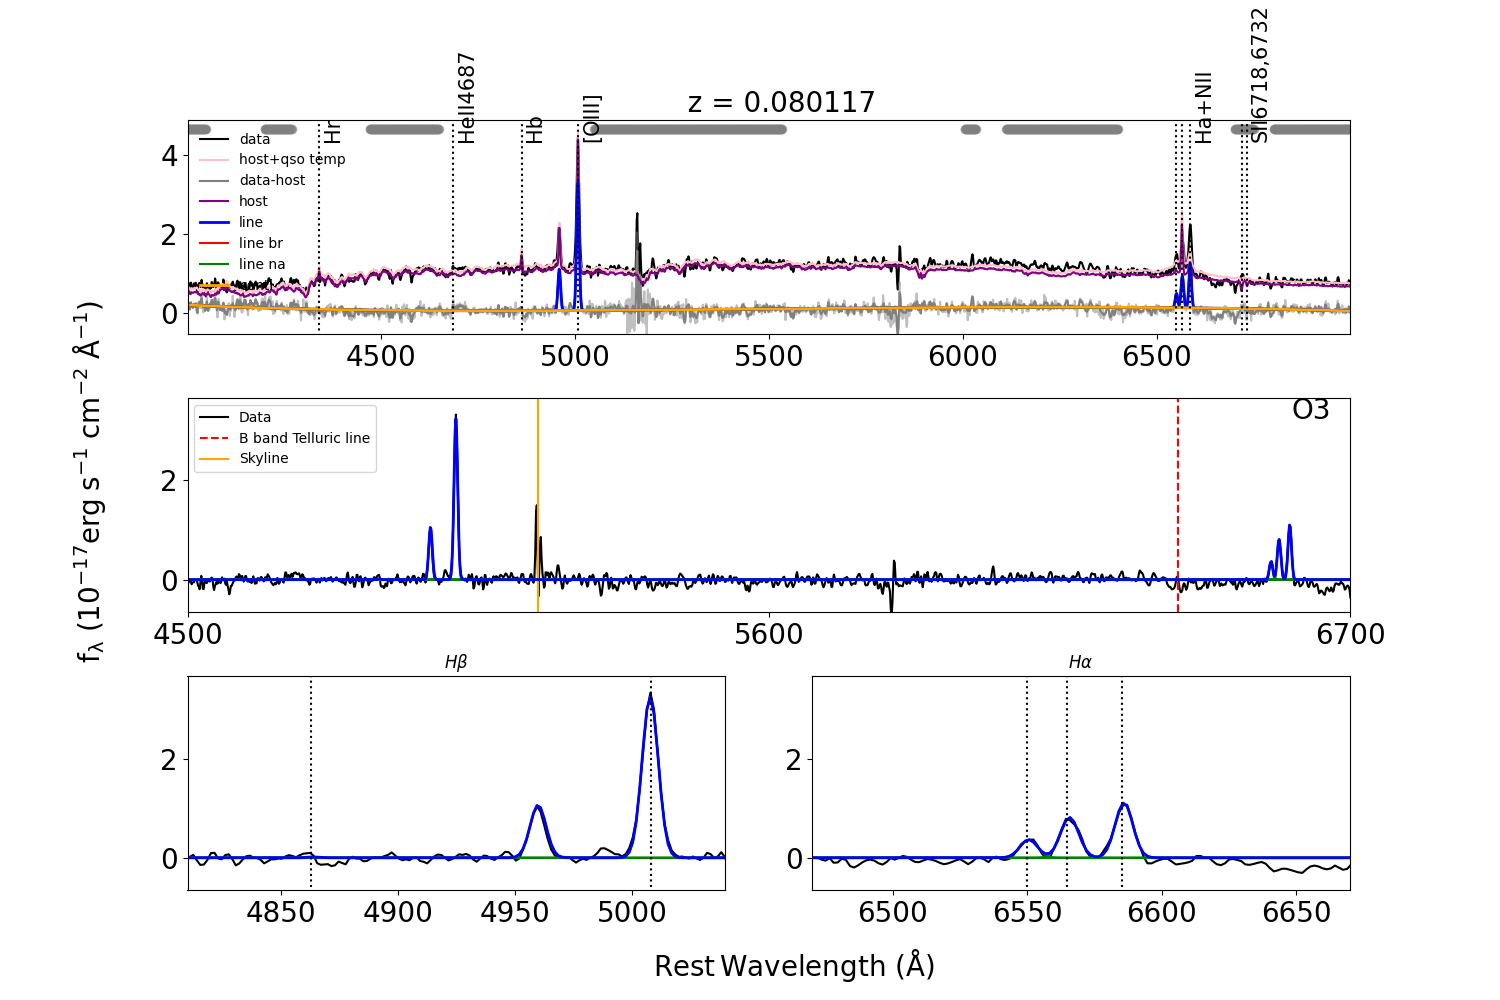 z = 0.080117
Hr
HeII4687
Hb
[OIII]
Ha+NII
SII6718,6732
data
host+qso temp
data-host
host
line
line br
line na
4
2
0
4500 5000 5500 6000 6500
O3
Data
B band Telluric line
Skyline
2
0
4500 5600 6700
fλ (10⁻¹⁷erg s⁻¹ cm⁻² Å⁻¹)
Hβ
2
0
4850 4900 4950 5000
Hα
2
0
6500 6550 6600 6650
Rest Wavelength (Å)